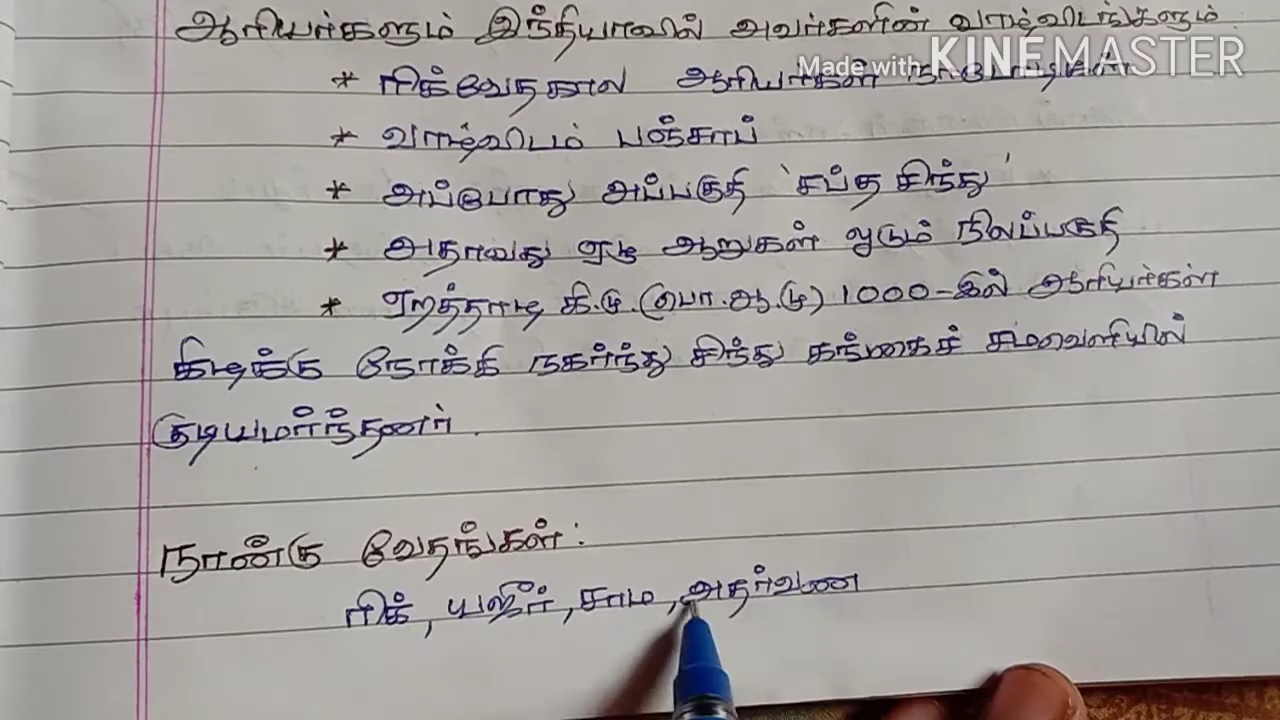 ஆரியர்களும் இந்தியாவில் அவர்களின் வாழ்விடங்களும்
Made with KINEMASTER
* ரிக்வேதகால ஆரியர்கள் நாடோடிகள்
* வாழ்விடம் பஞ்சாப்
* அப்போது அப்பகுதி 'சப்த சிந்து'
* அதாவது ஏழு ஆறுகள் ஓடும் நிலப்பகுதி
* ஏறத்தாழ கி.மு.(பொ.ஆ.மு) 1000-இல் ஆரியர்கள்
கிழக்கு நோக்கி நகர்ந்து சிந்து கங்கைச் சமவெளியில்
குடியமர்ந்தனர்.
நான்கு வேதங்கள்:
ரிக், யஜீர், சாம, அதர்வண